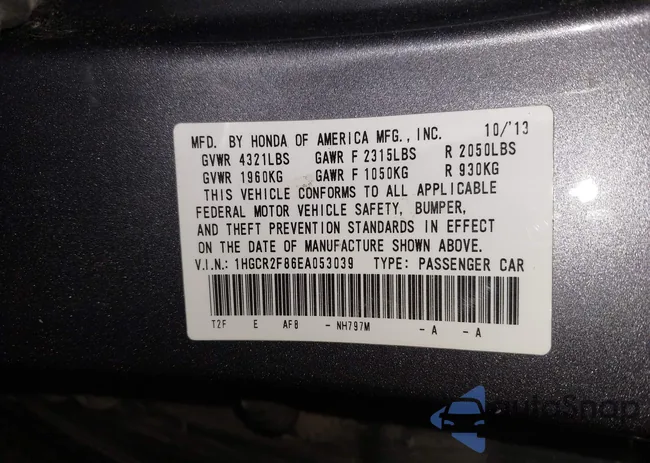 MFD. BY HONDA OF AMERICA MFG., INC. 10/'13
GVWR 4321LBS GAWR F 2315LBS R 2050LBS
GVWR 1960KG GAWR F 1050KG R 930KG
THIS VEHICLE CONFORMS TO ALL APPLICABLE
FEDERAL MOTOR VEHICLE SAFETY, BUMPER,
AND THEFT PREVENTION STANDARDS IN EFFECT
ON THE DATE OF MANUFACTURE SHOWN ABOVE.
V.I.N.: 1HGCR2F86EA053039 TYPE: PASSENGER CAR
T2F E AF8 - NH797M - A - A
autoSnap